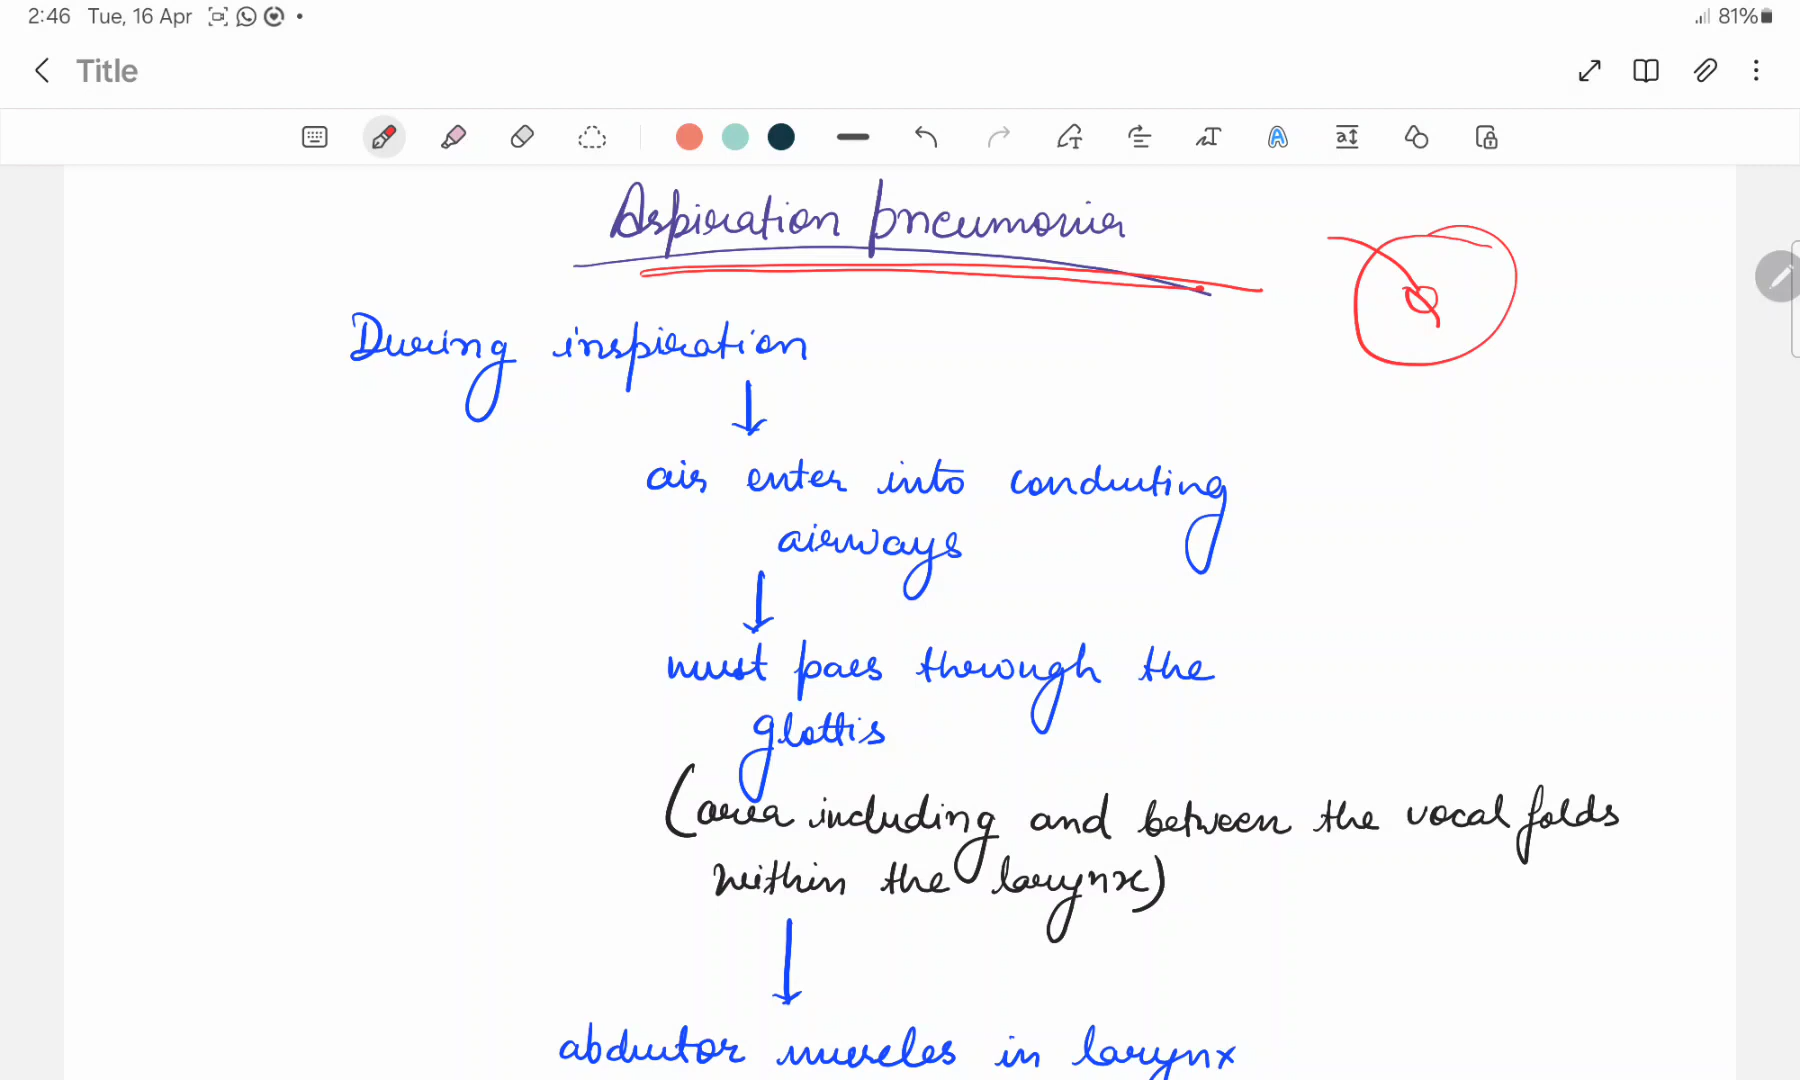 2:46 Tue, 16 Apr
81%
Title
Aspiration pneumonia
During inspiration
air enter into conducting
airways
must pass through the
glottis
(area including and between the vocal folds
within the larynx)
abductor muscles in larynx